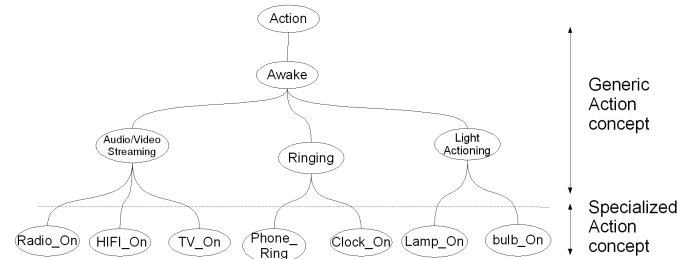 Action
Awake
Audio/Video
Streaming
Ringing
Light
Actioning
Generic
Action
concept
Radio_On
HIFI_On
TV_On
Phone_
Ring
Clock_On
Lamp_On
bulb_On
Specialized
Action
concept